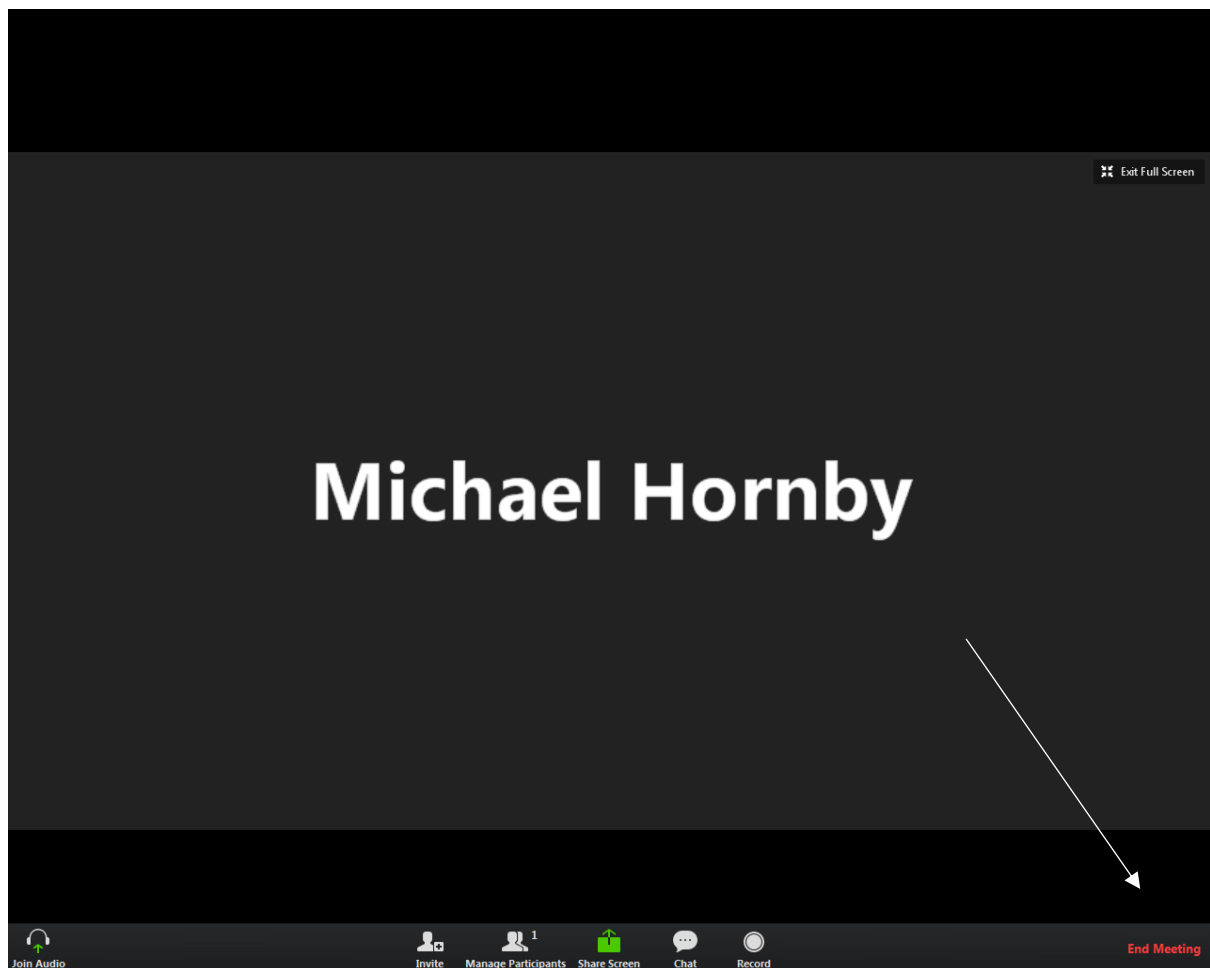 Exit Full Screen
Michael Hornby
1
Join Audio
Invite
Manage Participants
Share Screen
Chat
Record
End Meeting